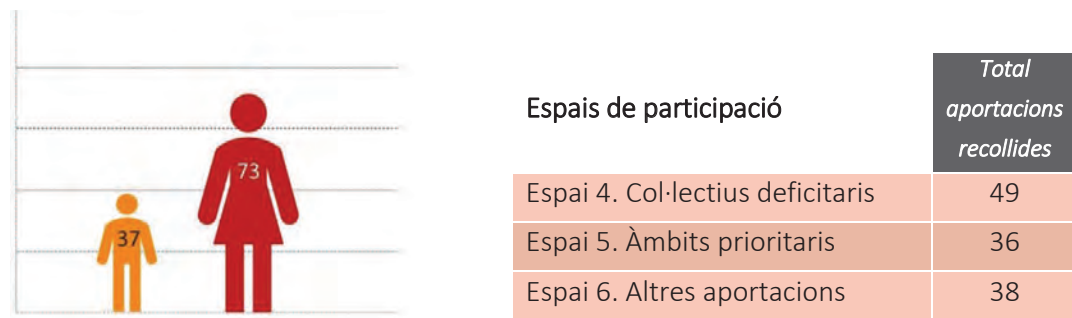 37
73
Espais de participació
Total
aportacions
recollides
Espai 4. Col·lectius deficitaris 49
Espai 5. Àmbits prioritaris 36
Espai 6. Altres aportacions 38